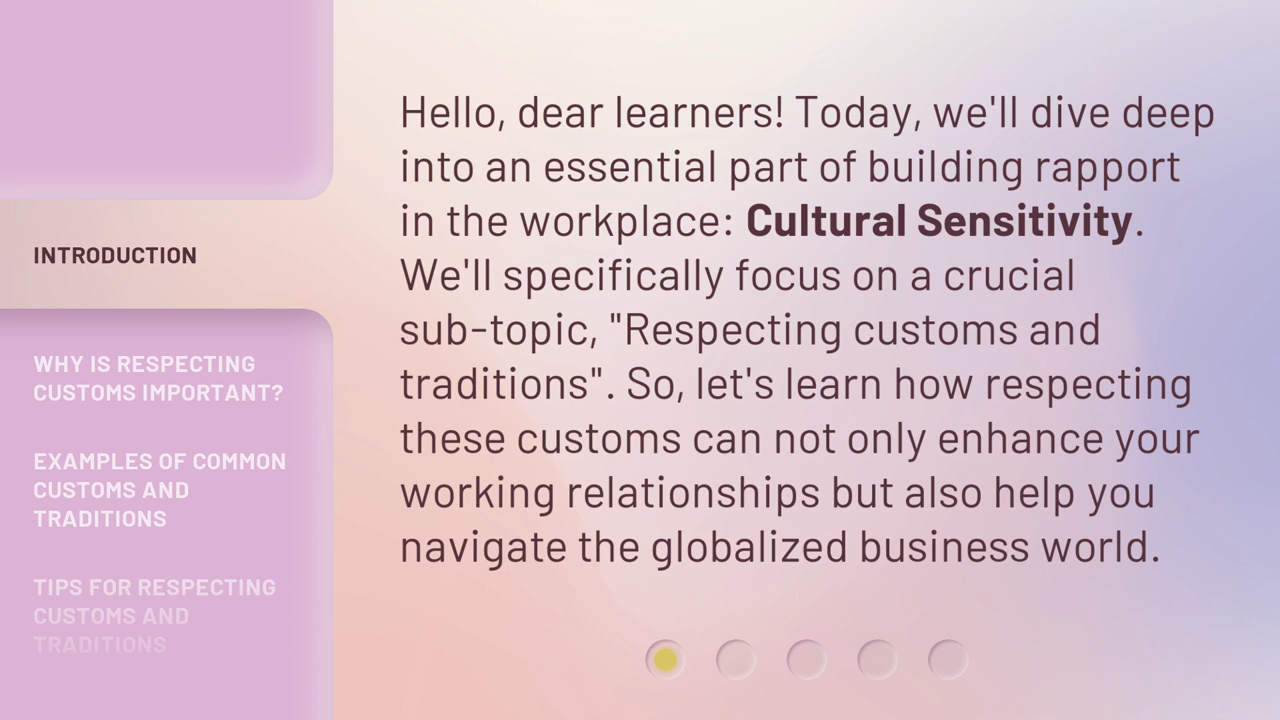 INTRODUCTION
WHY IS RESPECTING
CUSTOMS IMPORTANT?
EXAMPLES OF COMMON
CUSTOMS AND
TRADITIONS
TIPS FOR RESPECTING
CUSTOMS AND
TRADITIONS
Hello, dear learners! Today, we'll dive deep
into an essential part of building rapport
in the workplace: Cultural Sensitivity.
We'll specifically focus on a crucial
sub-topic, "Respecting customs and
traditions". So, let's learn how respecting
these customs can not only enhance your
working relationships but also help you
navigate the globalized business world.